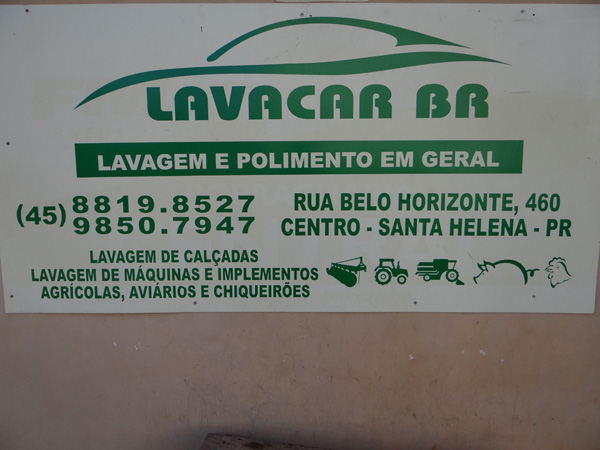 LAVACAR BR
LAVAGEM E POLIMENTO EM GERAL
(45) 8819.8527
9850.7947
RUA BELO HORIZONTE, 460
CENTRO - SANTA HELENA - PR
LAVAGEM DE CALÇADAS
LAVAGEM DE MÁQUINAS E IMPLEMENTOS
AGRÍCOLAS, AVIÁRIOS E CHIQUEIRÕES